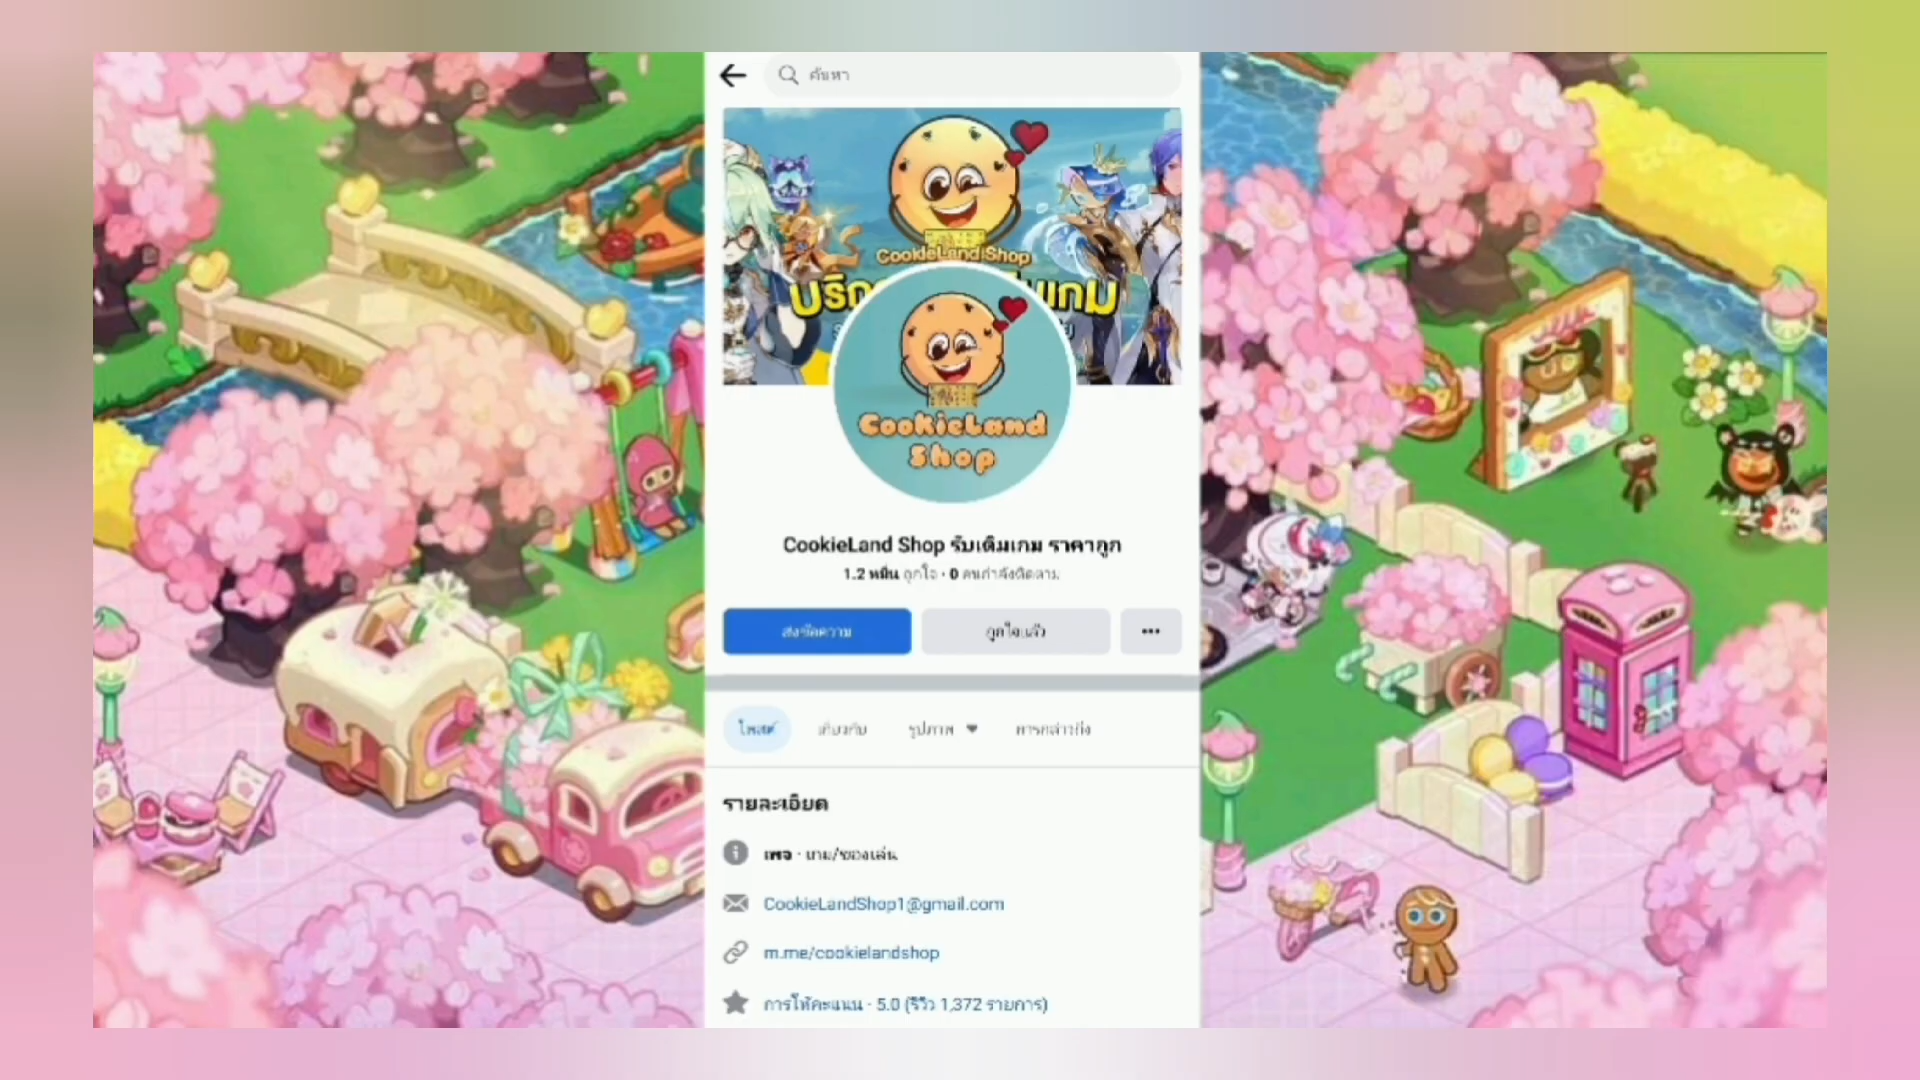 ค้นหา
CookieLand Shop
CooKieLand
Shop
CookieLand Shop รับเติมเกม ราคาถูก
1.2 หมื่น ถูกใจ · 0 คนกำลังติดตาม
ส่งข้อความ
ถูกใจแล้ว
โพสต์ เกี่ยวกับ รูปภาพ การกล่าวถึง
รายละเอียด
เพจ · เกม/ของเล่น
CookieLandShop1@gmail.com
m.me/cookielandshop
การให้คะแนน · 5.0 (รีวิว 1,372 รายการ)